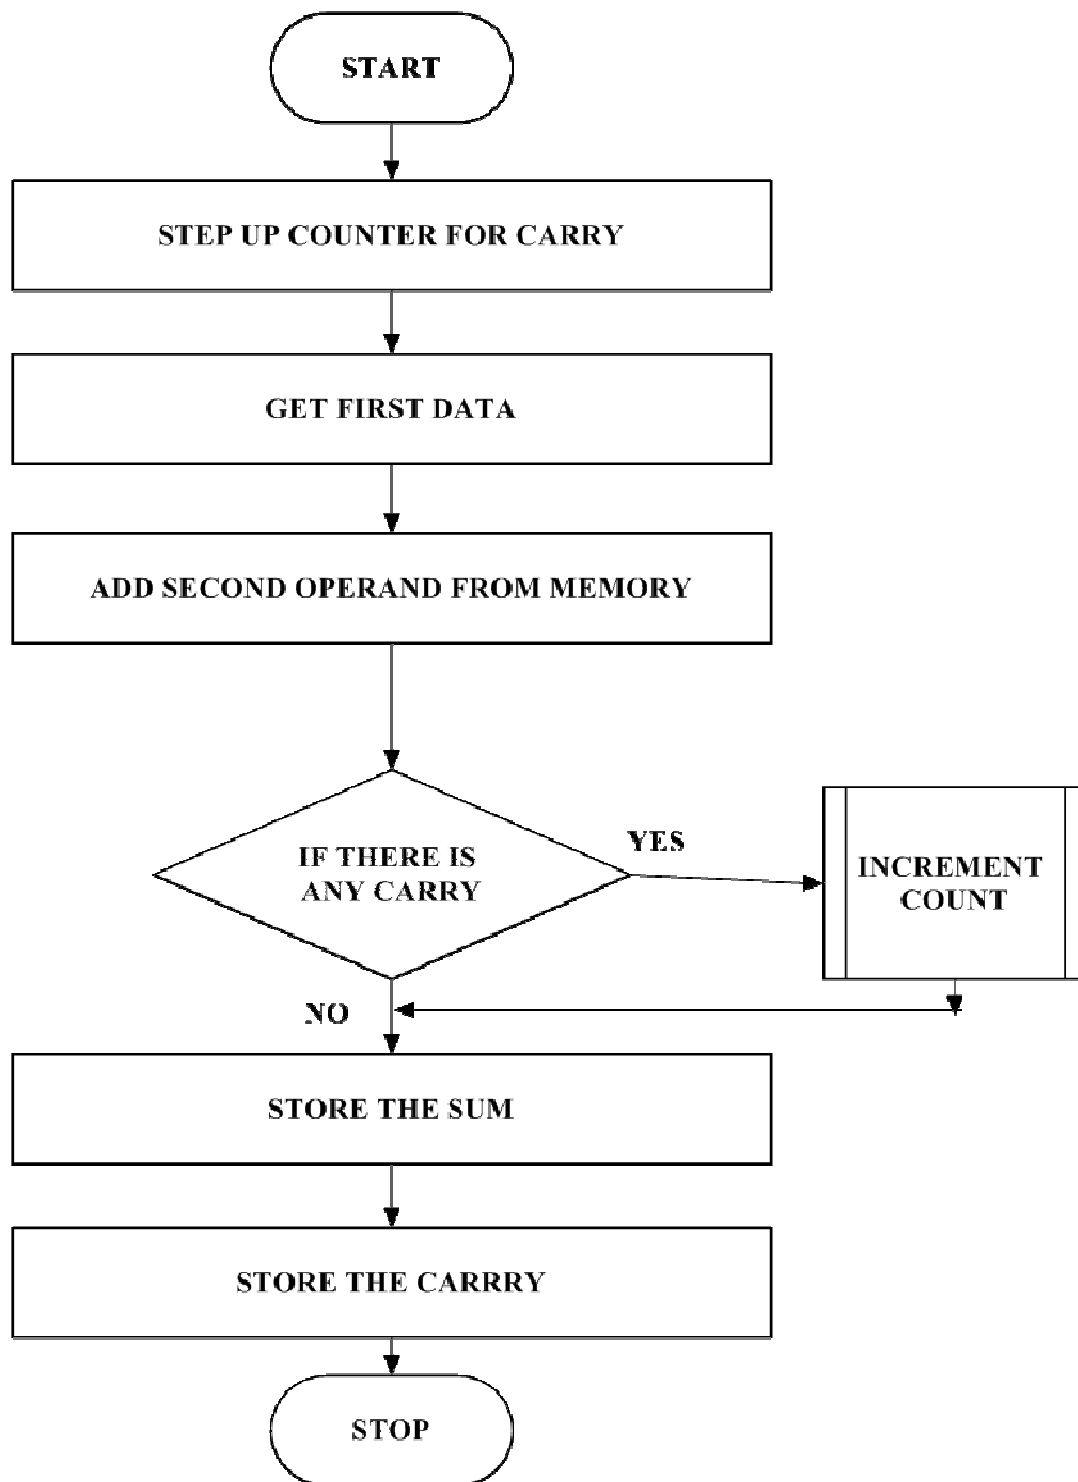 START
STEP UP COUNTER FOR CARRY
GET FIRST DATA
ADD SECOND OPERAND FROM MEMORY
IF THERE IS
ANY CARRY
YES
INCREMENT
COUNT
NO
STORE THE SUM
STORE THE CARRRY
STOP